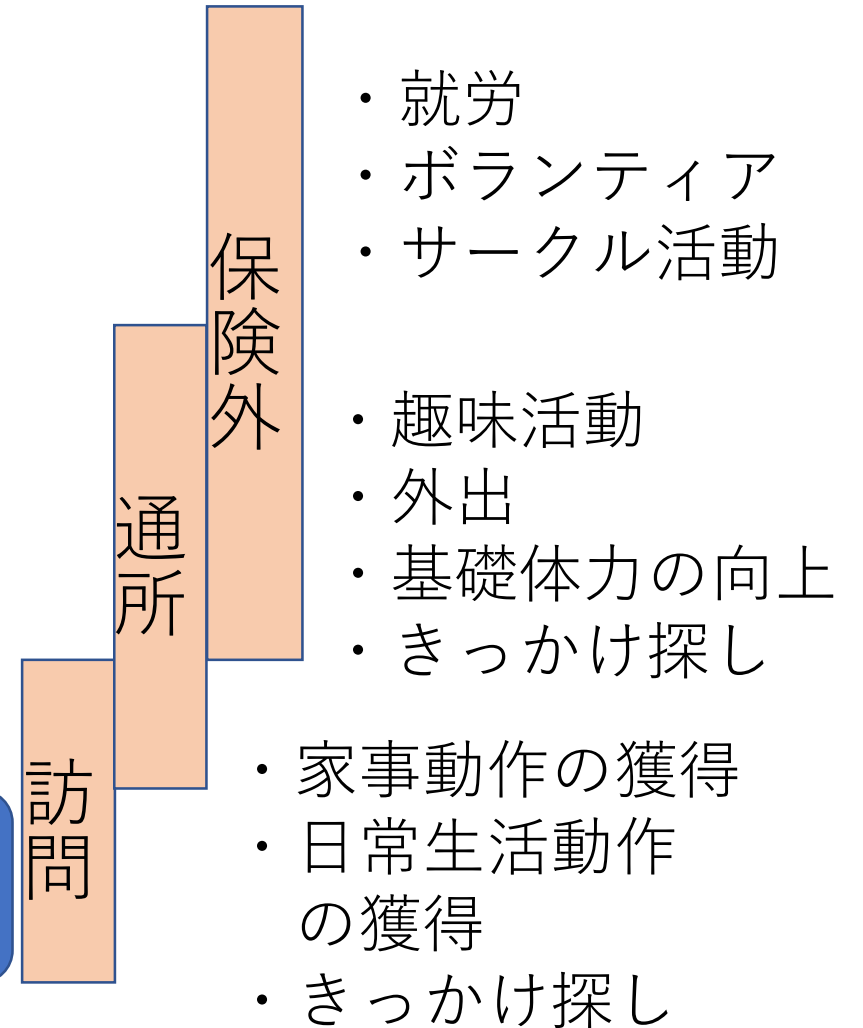 保険外
通所
訪問
・就労
・ボランティア
・サークル活動
・趣味活動
・外出
・基礎体力の向上
・きっかけ探し
・家事動作の獲得
・日常生活動作
の獲得
・きっかけ探し